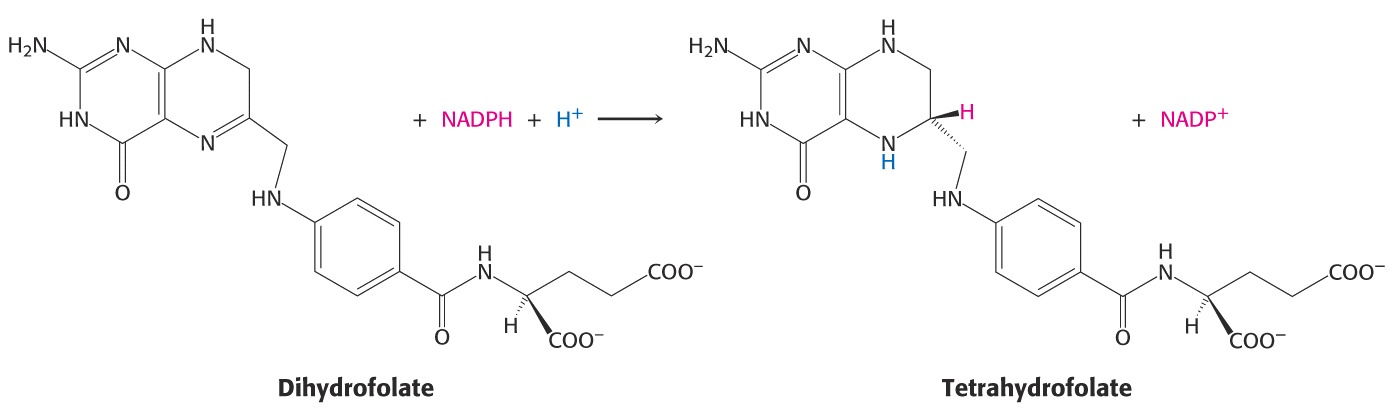 H
H₂N N N
HN N
O
HN
H
N COO⁻
H
O COO⁻
Dihydrofolate
+ NADPH + H⁺ ⟶
H
H₂N N N
HN H
N
H
O
HN
H
N COO⁻
H
O COO⁻
Tetrahydrofolate
+ NADP⁺